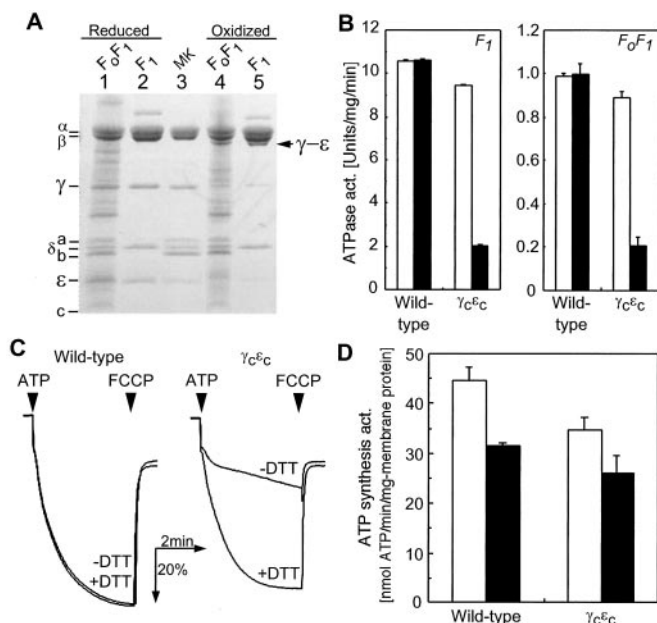 A
Reduced
Oxidized
FoF1 F1 MK FoF1 F1
1 2 3 4 5
α
β
γ–ε
γ
a
δ
b
ε
c
B
ATPase act. [Units/mg/min]
F1
12
10
8
6
4
2
0
Wild-type
γcεc
FoF1
1.2
1.0
0.8
0.6
0.4
0.2
0
Wild-type
γcεc
C
Wild-type
ATP
FCCP
-DTT
+DTT
2min
20%
γcεc
ATP
FCCP
-DTT
+DTT
D
ATP synthesis act.
[nmol ATP/min/mg-membrane protein]
50
40
30
20
10
0
Wild-type
γcεc